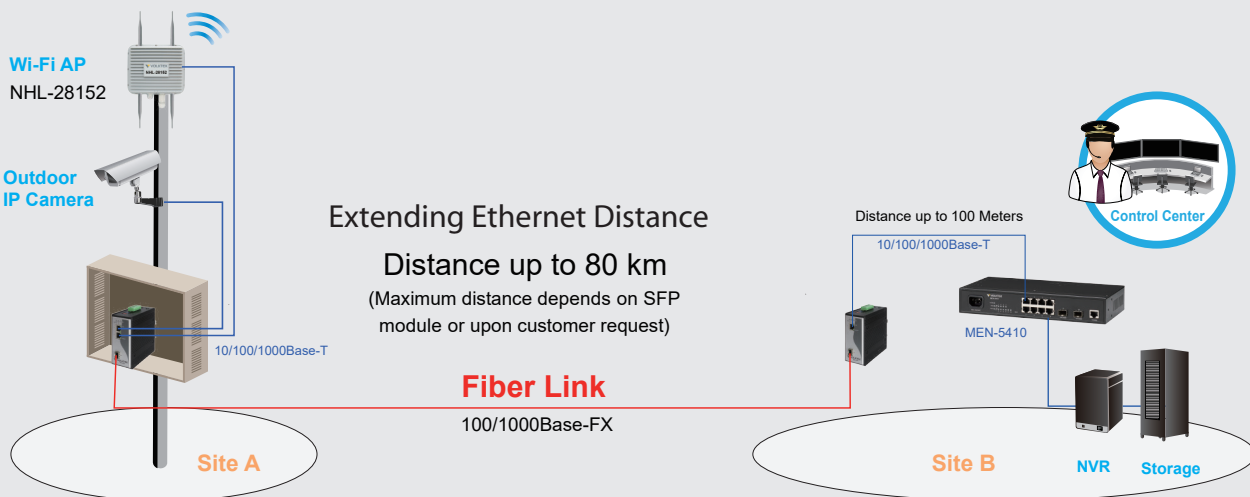 Wi-Fi AP
NHL-28152
NHL-28152
Outdoor
IP Camera
10/100/1000Base-T
Extending Ethernet Distance
Distance up to 80 km
(Maximum distance depends on SFP
module or upon customer request)
Fiber Link
100/1000Base-FX
Site A
Distance up to 100 Meters
10/100/1000Base-T
Control Center
MEN-5410
Site B
NVR
Storage